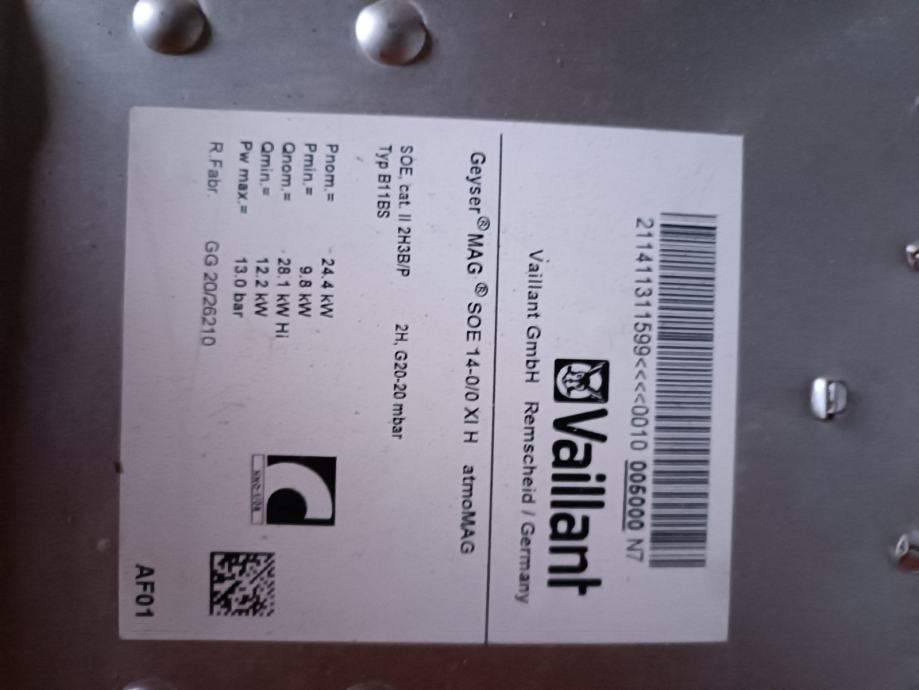 21141131 1599<<<<0010 005000 N7
Vaillant
Vaillant GmbH Remscheid / Germany
Geyser® MAG ® SOE 14-0/0 XI H atmoMAG
SOE, cat. II 2H3B/P 2H, G20-20 mbar
Typ B11BS
Pnom.= 24.4 kW
Pmin.= 9.8 kW
Qnom.= 28.1 kW Hi
Qmin.= 12.2 kW
Pw max.= 13.0 bar
R.Fabr. GG 20/26210
AF01